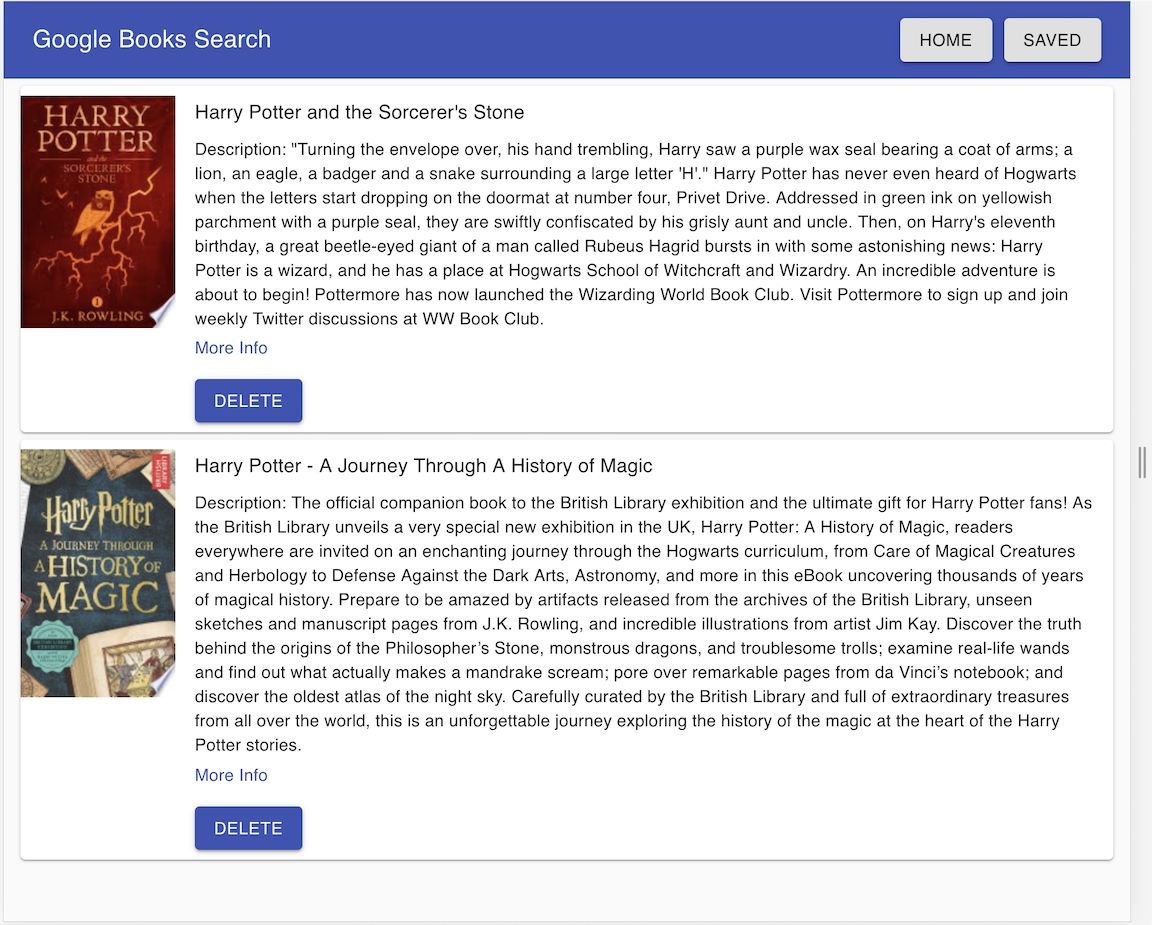 Google Books Search
HOME
SAVED
HARRY
POTTER
and the
SORCERER'S
STONE
1
J.K. ROWLING
Harry Potter and the Sorcerer's Stone
Description: "Turning the envelope over, his hand trembling, Harry saw a purple wax seal bearing a coat of arms; a
lion, an eagle, a badger and a snake surrounding a large letter 'H'." Harry Potter has never even heard of Hogwarts
when the letters start dropping on the doormat at number four, Privet Drive. Addressed in green ink on yellowish
parchment with a purple seal, they are swiftly confiscated by his grisly aunt and uncle. Then, on Harry's eleventh
birthday, a great beetle-eyed giant of a man called Rubeus Hagrid bursts in with some astonishing news: Harry
Potter is a wizard, and he has a place at Hogwarts School of Witchcraft and Wizardry. An incredible adventure is
about to begin! Pottermore has now launched the Wizarding World Book Club. Visit Pottermore to sign up and join
weekly Twitter discussions at WW Book Club.
More Info
DELETE
LIBRARY
BRITISH
Harry Potter
A JOURNEY THROUGH
A HISTORY OF
MAGIC
Harry Potter - A Journey Through A History of Magic
Description: The official companion book to the British Library exhibition and the ultimate gift for Harry Potter fans! As
the British Library unveils a very special new exhibition in the UK, Harry Potter: A History of Magic, readers
everywhere are invited on an enchanting journey through the Hogwarts curriculum, from Care of Magical Creatures
and Herbology to Defense Against the Dark Arts, Astronomy, and more in this eBook uncovering thousands of years
of magical history. Prepare to be amazed by artifacts released from the archives of the British Library, unseen
sketches and manuscript pages from J.K. Rowling, and incredible illustrations from artist Jim Kay. Discover the truth
behind the origins of the Philosopher’s Stone, monstrous dragons, and troublesome trolls; examine real-life wands
and find out what actually makes a mandrake scream; pore over remarkable pages from da Vinci’s notebook; and
discover the oldest atlas of the night sky. Carefully curated by the British Library and full of extraordinary treasures
from all over the world, this is an unforgettable journey exploring the history of the magic at the heart of the Harry
Potter stories.
More Info
DELETE